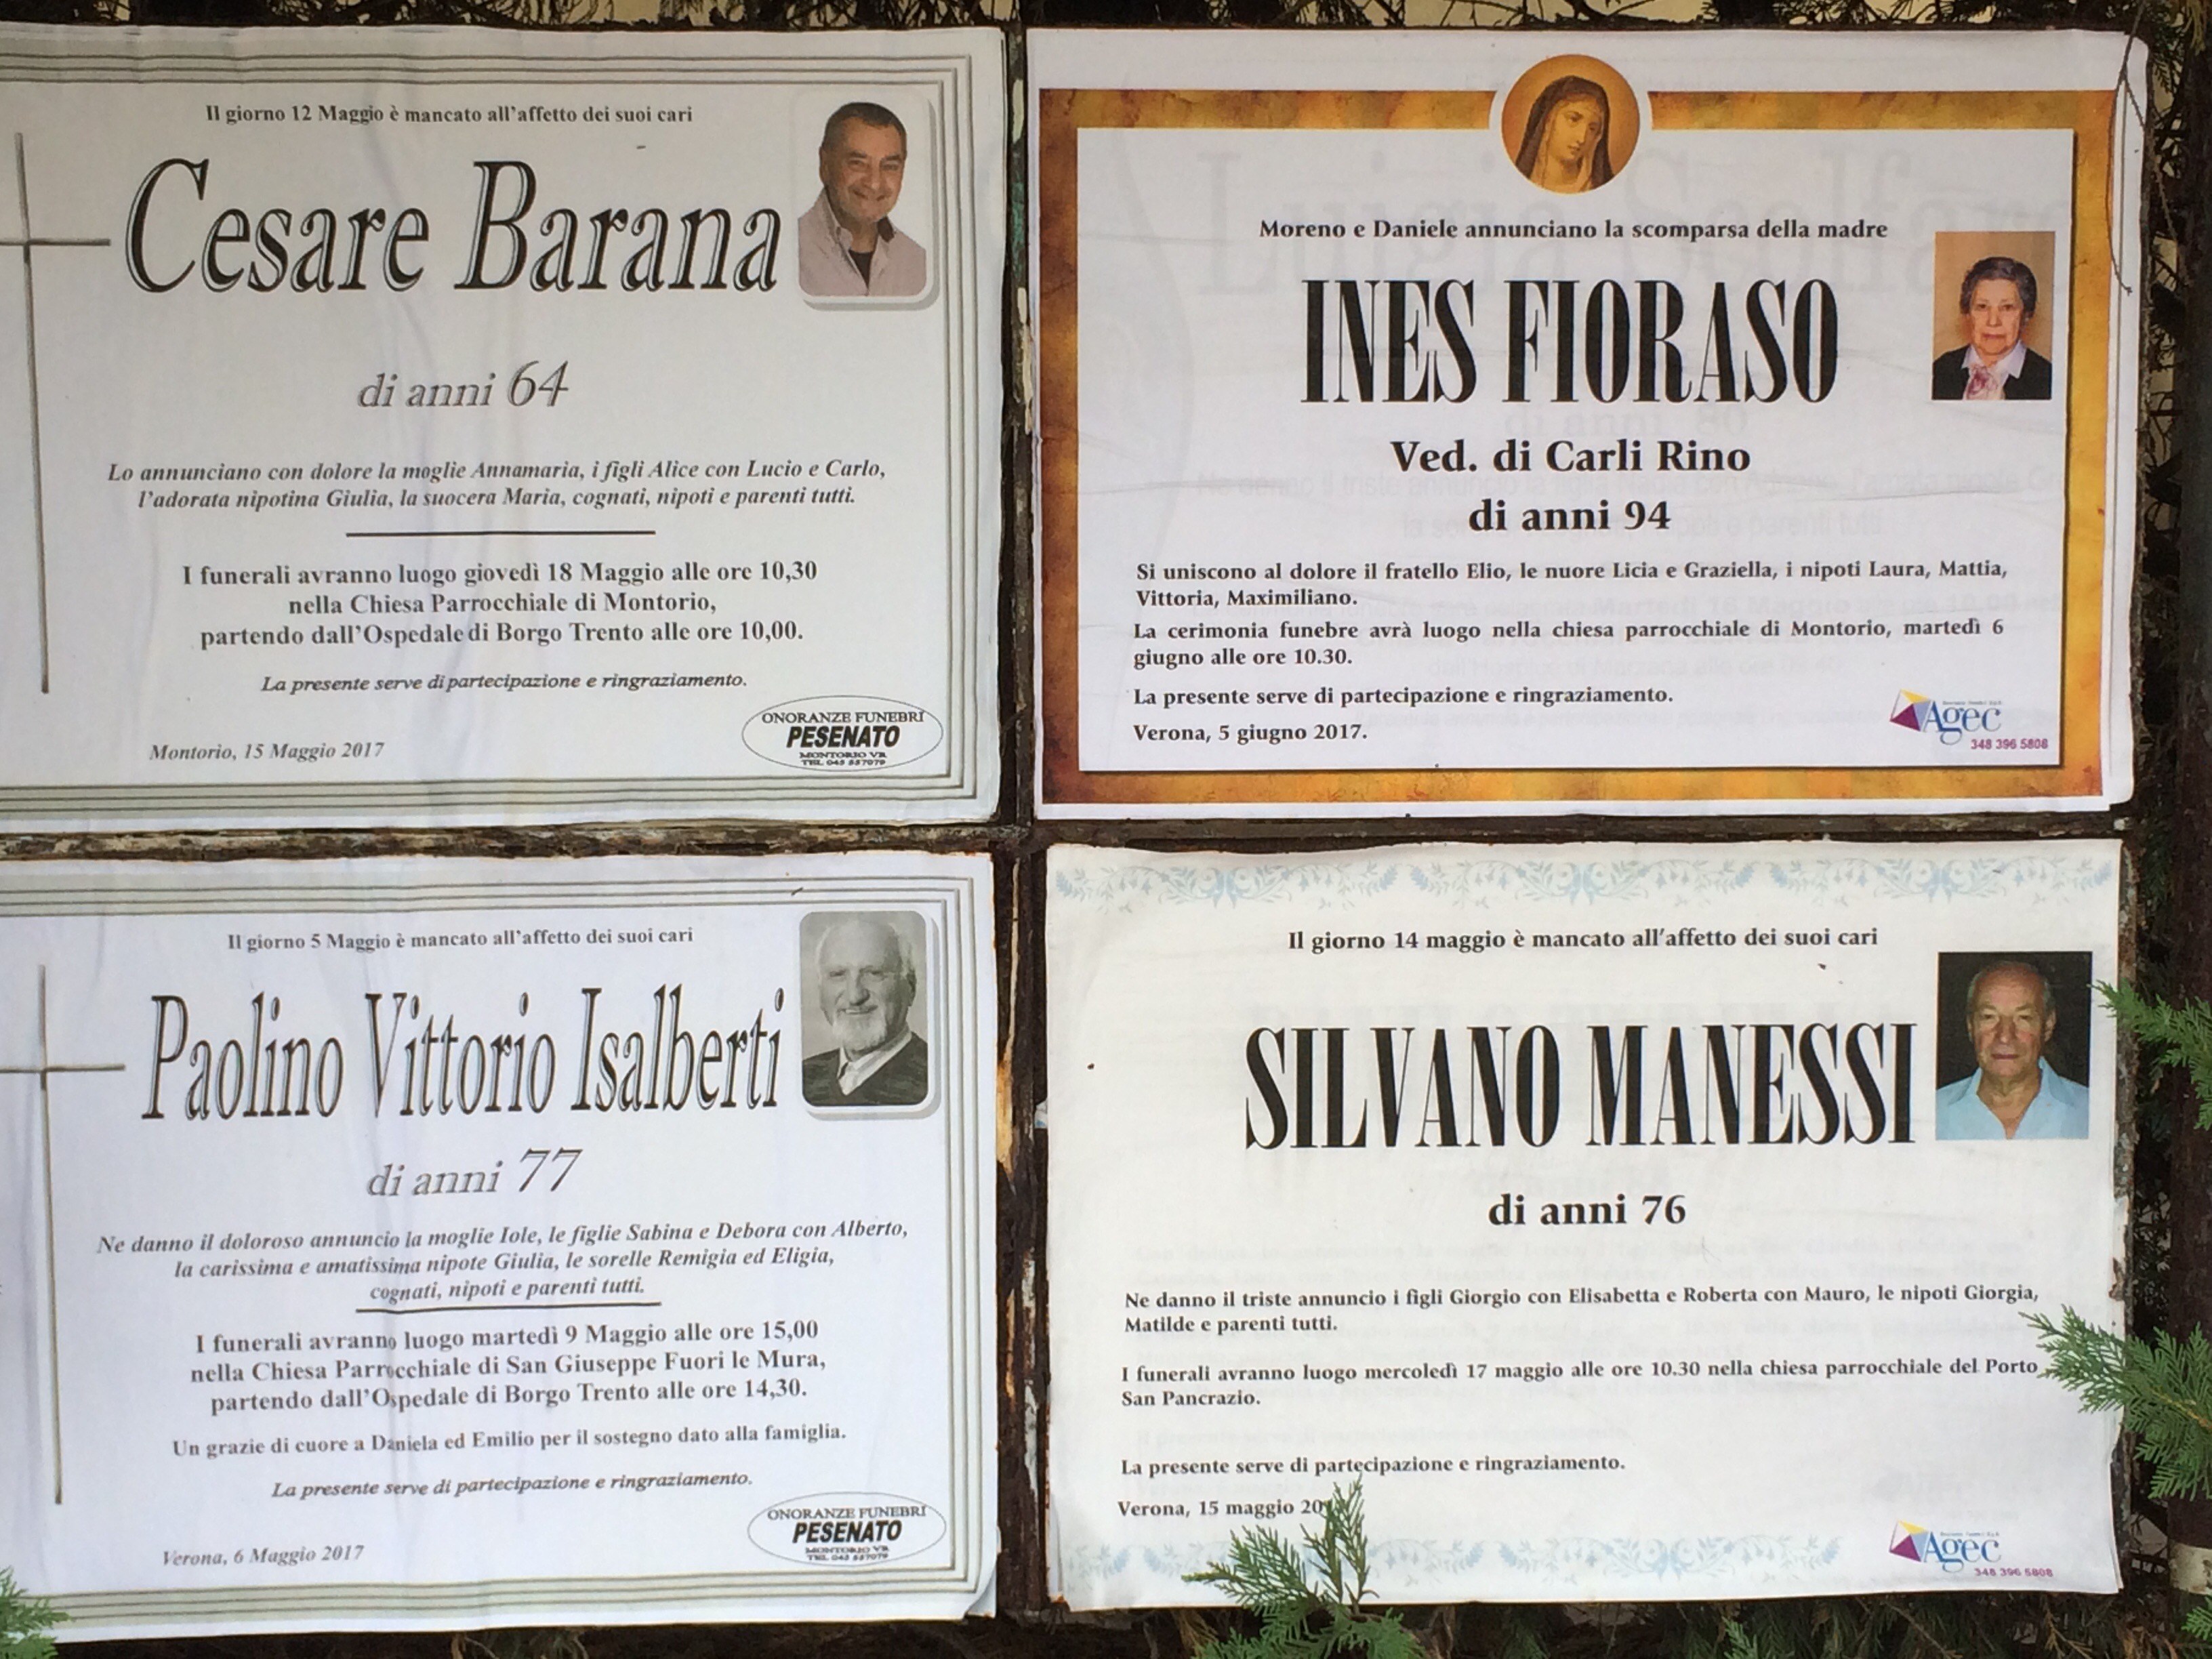 Il giorno 12 Maggio è mancato all'affetto dei suoi cari
Cesare Barana
di anni 64
Lo annunciano con dolore la moglie Annamaria, i figli Alice con Lucio e Carlo,
l'adorata nipotina Giulia, la suocera Maria, cognati, nipoti e parenti tutti.
I funerali avranno luogo giovedì 18 Maggio alle ore 10,30
nella Chiesa Parrocchiale di Montorio,
partendo dall'Ospedale di Borgo Trento alle ore 10,00.
La presente serve di partecipazione e ringraziamento.
ONORANZE FUNEBRI
PESENATO
MONTORIO VR
TEL. 045 557079
Montorio, 15 Maggio 2017
Moreno e Daniele annunciano la scomparsa della madre
INES FIORASO
Ved. di Carli Rino
di anni 94
Si uniscono al dolore il fratello Elio, le nuore Licia e Graziella, i nipoti Laura, Mattia,
Vittoria, Maximiliano.
La cerimonia funebre avrà luogo nella chiesa parrocchiale di Montorio, martedì 6
giugno alle ore 10.30.
La presente serve di partecipazione e ringraziamento.
Verona, 5 giugno 2017.
Agec
348 396 5808
Il giorno 5 Maggio è mancato all'affetto dei suoi cari
Paolino Vittorio Isalberti
di anni 77
Ne danno il doloroso annuncio la moglie Iole, le figlie Sabina e Debora con Alberto,
la carissima e amatissima nipote Giulia, le sorelle Remigia ed Eligia,
cognati, nipoti e parenti tutti.
I funerali avranno luogo martedì 9 Maggio alle ore 15,00
nella Chiesa Parrocchiale di San Giuseppe Fuori le Mura,
partendo dall'Ospedale di Borgo Trento alle ore 14,30.
Un grazie di cuore a Daniela ed Emilio per il sostegno dato alla famiglia.
La presente serve di partecipazione e ringraziamento.
ONORANZE FUNEBRI
PESENATO
MONTORIO VR
TEL. 045 557079
Verona, 6 Maggio 2017
Il giorno 14 maggio è mancato all'affetto dei suoi cari
SILVANO MANESSI
di anni 76
Ne danno il triste annuncio i figli Giorgio con Elisabetta e Roberta con Mauro, le nipoti Giorgia,
Matilde e parenti tutti.
I funerali avranno luogo mercoledì 17 maggio alle ore 10.30 nella chiesa parrocchiale del Porto
San Pancrazio.
La presente serve di partecipazione e ringraziamento.
Verona, 15 maggio
Agec
348 396 5808